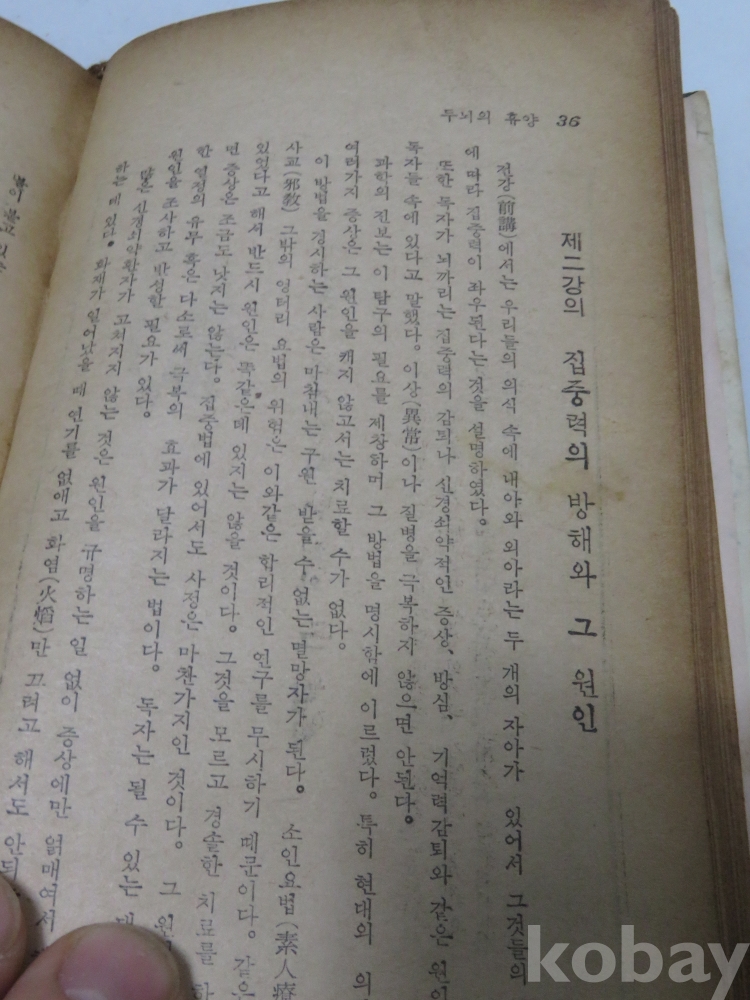 두뇌의 휴양 36
제二강의 집중력의 방해와 그 원인
전강(前講)에서는 우리들의 의식 속에 내아와 외아라는 두 개의 자아가 있어서 그것들의
에 따라 집중력이 좌우된다는 것을 설명하였다.
또한 독자가 뇌까리는 집중력의 감퇴나 신경쇠약적인 증상、방심、기억력감퇴와 같은 원인
독자들 속에 있다고 말했다。이상(異常)이나 질병을 극복하지 않으면 안된다。
과학의 진보는 이 탐구의 필요를 제창하며 그 방법을 명시함에 이르렀다。특히 현대의 의
여러가지 증상은 그 원인을 캐지 않고서는 치료할 수가 없다.
이 방법을 경시하는 사람은 마침내는 구원 받을 수 없는 멸망자가 된다。소인요법(素人療
사교(邪敎) 그밖의 엉터리 요법의 위험은 이와같은 합리적인 연구를 무시하기 때문이다。같은
있었다고 해서 반드시 원인은 똑같은데 있지는 않을 것이다。그것을 모르고 경솔한 치료를 하
면 증상은 조금도 낫지는 않는다。집중법에 있어서도 사정은 마찬가지인 것이다。그 원
한 열정의 유무 혹은 다소로써 극복의 효과가 달라지는 법이다。독자는 될 수 있는 대
원인을 조사하고 반성할 필요가 있다。
많은 신경쇠약환자가 고쳐지지 않는 것은 원인을 규명하는 일 없이 증상에만 얽매여서
하는 데 있다。화재가 일어났을 때 연기를 없애고 화염(火焰)만 끄려고 해서도 안되
불이 붙고 있는
kobay